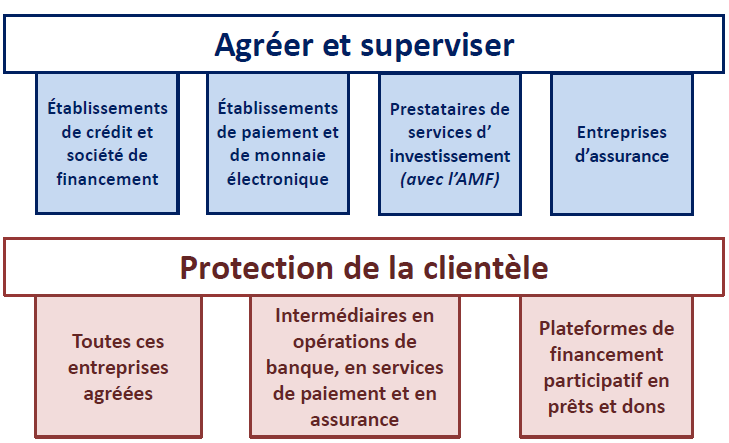 Agréer et superviser
Établissements
de crédit et
société de
financement
Établissements
de paiement et
de monnaie
électronique
Prestataires de
services d’
investissement
(avec l’AMF)
Entreprises
d’assurance
Protection de la clientèle
Toutes ces
entreprises
agréées
Intermédiaires en
opérations de
banque, en services
de paiement et en
assurance
Plateformes de
financement
participatif en
prêts et dons